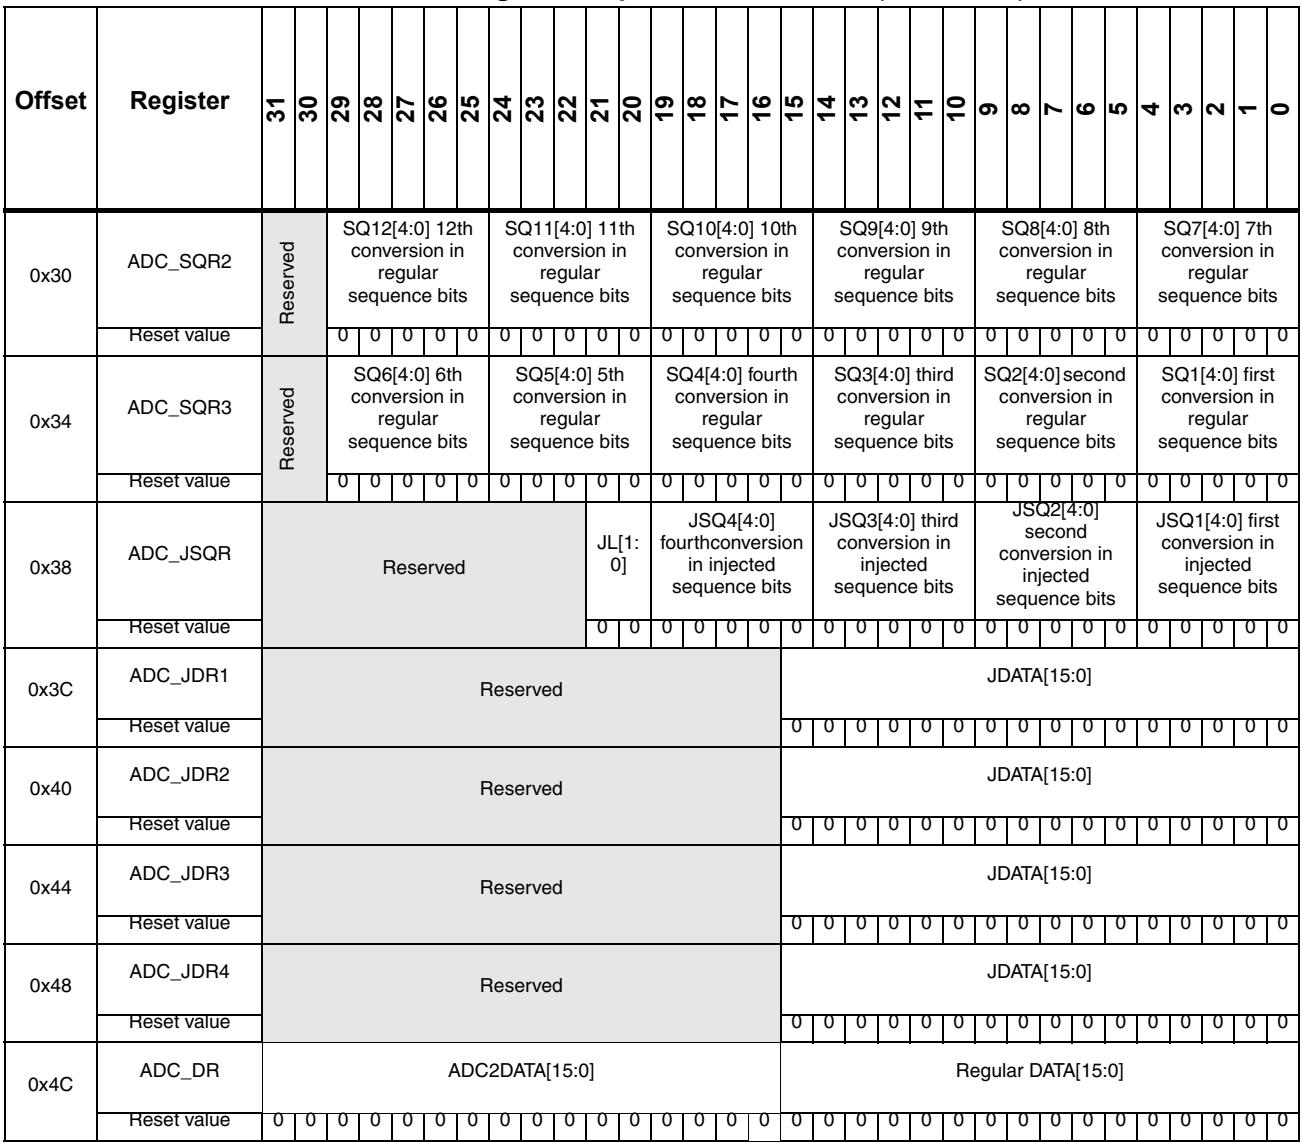 Offset Register 31 30 29 28 27 26 25 24 23 22 21 20 19 18 17 16 15 14 13 12 11 10 9 8 7 6 5 4 3 2 1 0
0x30
ADC_SQR2
Reserved
SQ12[4:0] 12th
conversion in
regular
sequence bits
SQ11[4:0] 11th
conversion in
regular
sequence bits
SQ10[4:0] 10th
conversion in
regular
sequence bits
SQ9[4:0] 9th
conversion in
regular
sequence bits
SQ8[4:0] 8th
conversion in
regular
sequence bits
SQ7[4:0] 7th
conversion in
regular
sequence bits
Reset value 0 0 0 0 0 0 0 0 0 0 0 0 0 0 0 0 0 0 0 0 0 0 0 0 0 0 0 0 0 0
0x34
ADC_SQR3
Reserved
SQ6[4:0] 6th
conversion in
regular
sequence bits
SQ5[4:0] 5th
conversion in
regular
sequence bits
SQ4[4:0] fourth
conversion in
regular
sequence bits
SQ3[4:0] third
conversion in
regular
sequence bits
SQ2[4:0] second
conversion in
regular
sequence bits
SQ1[4:0] first
conversion in
regular
sequence bits
Reset value 0 0 0 0 0 0 0 0 0 0 0 0 0 0 0 0 0 0 0 0 0 0 0 0 0 0 0 0 0 0
0x38
ADC_JSQR
Reserved
JL[1:
0]
JSQ4[4:0]
fourthconversion
in injected
sequence bits
JSQ3[4:0] third
conversion in
injected
sequence bits
JSQ2[4:0]
second
conversion in
injected
sequence bits
JSQ1[4:0] first
conversion in
injected
sequence bits
Reset value 0 0 0 0 0 0 0 0 0 0 0 0 0 0 0 0 0 0 0 0 0 0
0x3C
ADC_JDR1
Reserved
JDATA[15:0]
Reset value 0 0 0 0 0 0 0 0 0 0 0 0 0 0 0 0
0x40
ADC_JDR2
Reserved
JDATA[15:0]
Reset value 0 0 0 0 0 0 0 0 0 0 0 0 0 0 0 0
0x44
ADC_JDR3
Reserved
JDATA[15:0]
Reset value 0 0 0 0 0 0 0 0 0 0 0 0 0 0 0 0
0x48
ADC_JDR4
Reserved
JDATA[15:0]
Reset value 0 0 0 0 0 0 0 0 0 0 0 0 0 0 0 0
0x4C
ADC_DR
ADC2DATA[15:0]
Regular DATA[15:0]
Reset value 0 0 0 0 0 0 0 0 0 0 0 0 0 0 0 0 0 0 0 0 0 0 0 0 0 0 0 0 0 0 0 0